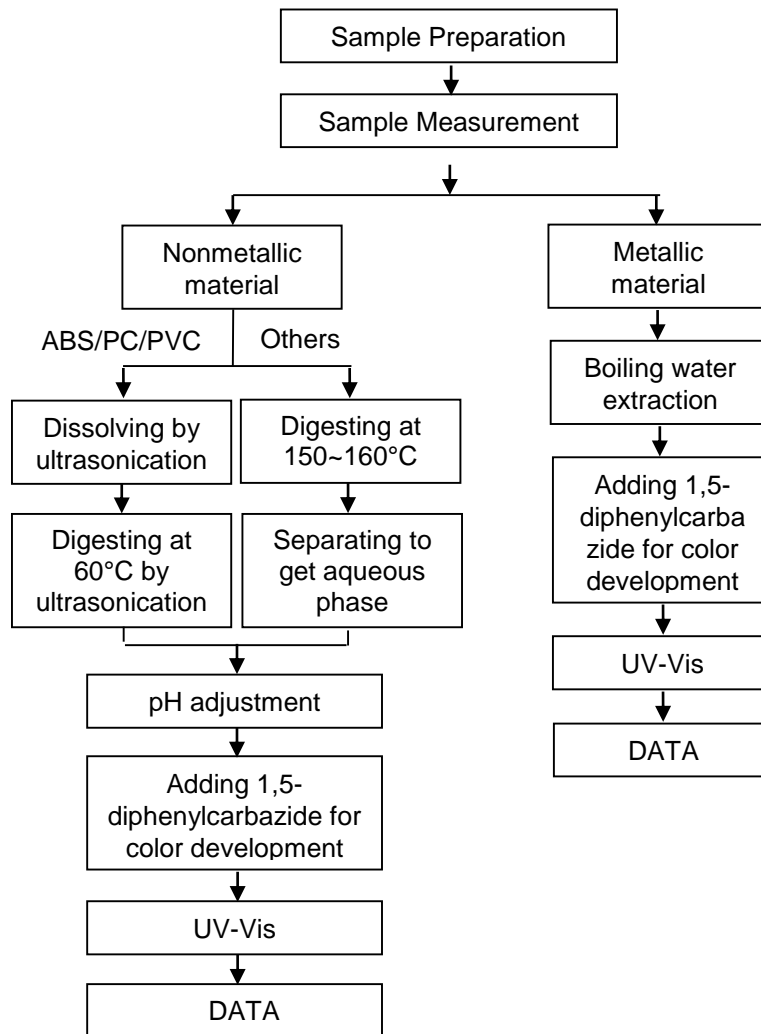 Sample Preparation
Sample Measurement
Nonmetallic
material
ABS/PC/PVC
Others
Dissolving by
ultrasonication
Digesting at
150~160°C
Digesting at
60°C by
ultrasonication
Separating to
get aqueous
phase
pH adjustment
Adding 1,5-
diphenylcarbazide for
color development
UV-Vis
DATA
Metallic
material
Boiling water
extraction
Adding 1,5-
diphenylcarba
zide for color
development
UV-Vis
DATA